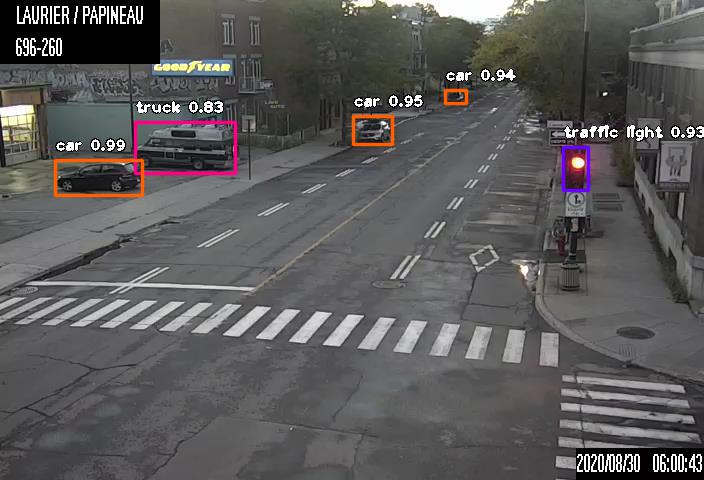 LAURIER / PAPINEAU
696-260
GOODYEAR
car 0.94
car 0.95
truck 0.83
traffic light 0.93
car 0.99
2020/08/30 06:00:43